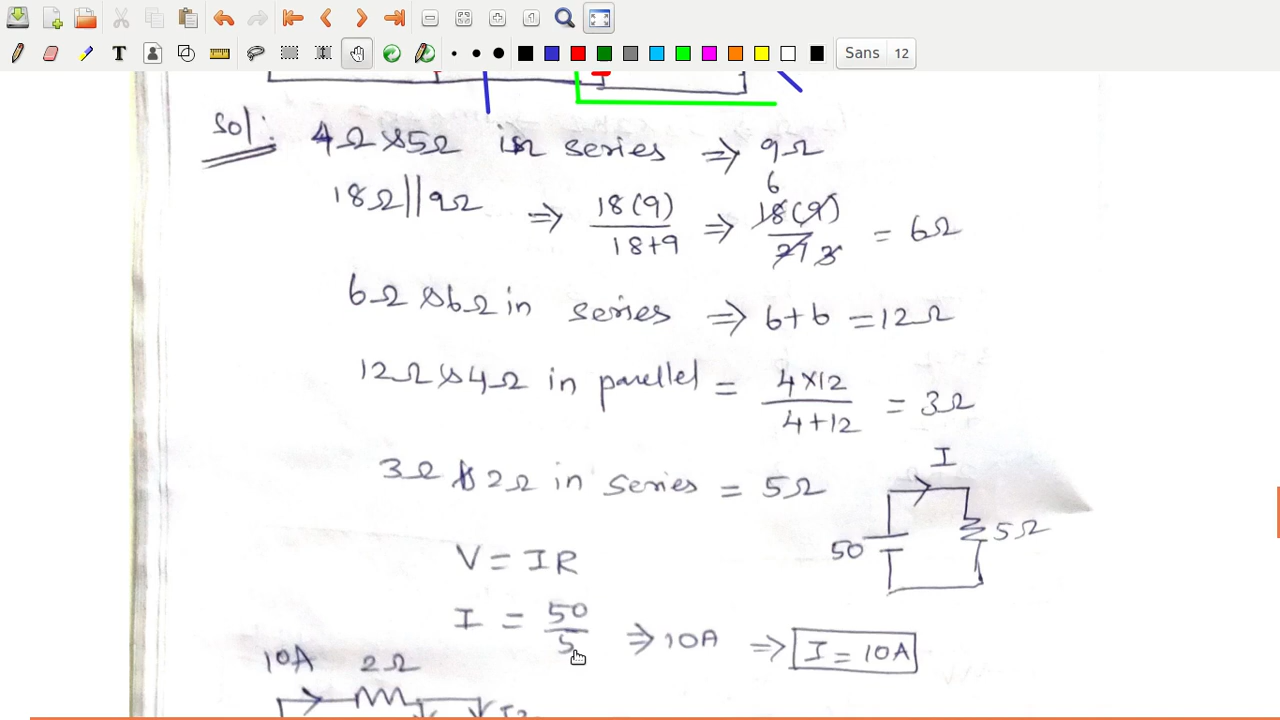 Sans 12
Sol:
4Ω & 5Ω in series ⇒ 9Ω
18Ω||9Ω ⇒ 18(9)/18+9 ⇒ 6 18(9)/27 3 = 6Ω
6Ω & 6Ω in series ⇒ 6+6 = 12Ω
12Ω & 4Ω in parellel = 4×12/4+12 = 3Ω
3Ω & 2Ω in series = 5Ω
I
50
5Ω
V = IR
I = 50/5 ⇒ 10A ⇒ I = 10A
10A 2Ω
I2